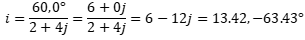 i = 60,0° / 2 + 4j = 6 + 0j / 2 + 4j = 6 − 12j = 13.42, −63.43°